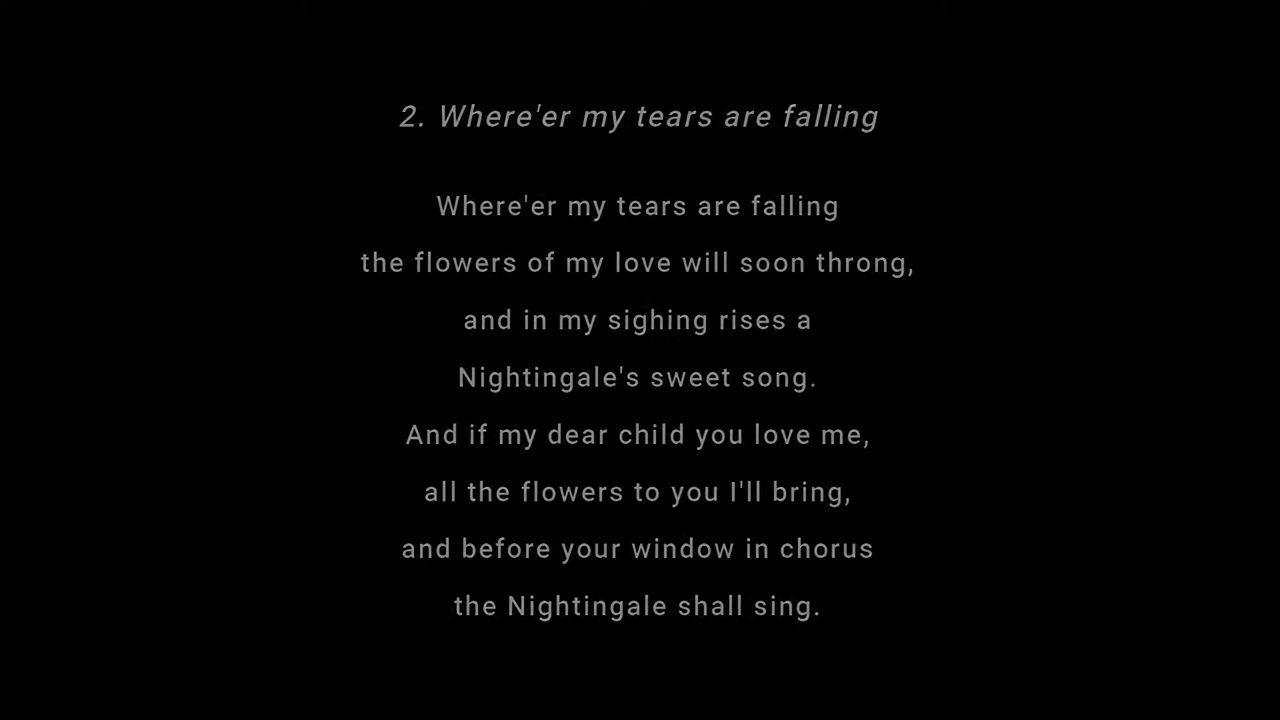 2. Where'er my tears are falling
Where'er my tears are falling
the flowers of my love will soon throng,
and in my sighing rises a
Nightingale's sweet song.
And if my dear child you love me,
all the flowers to you I'll bring,
and before your window in chorus
the Nightingale shall sing.